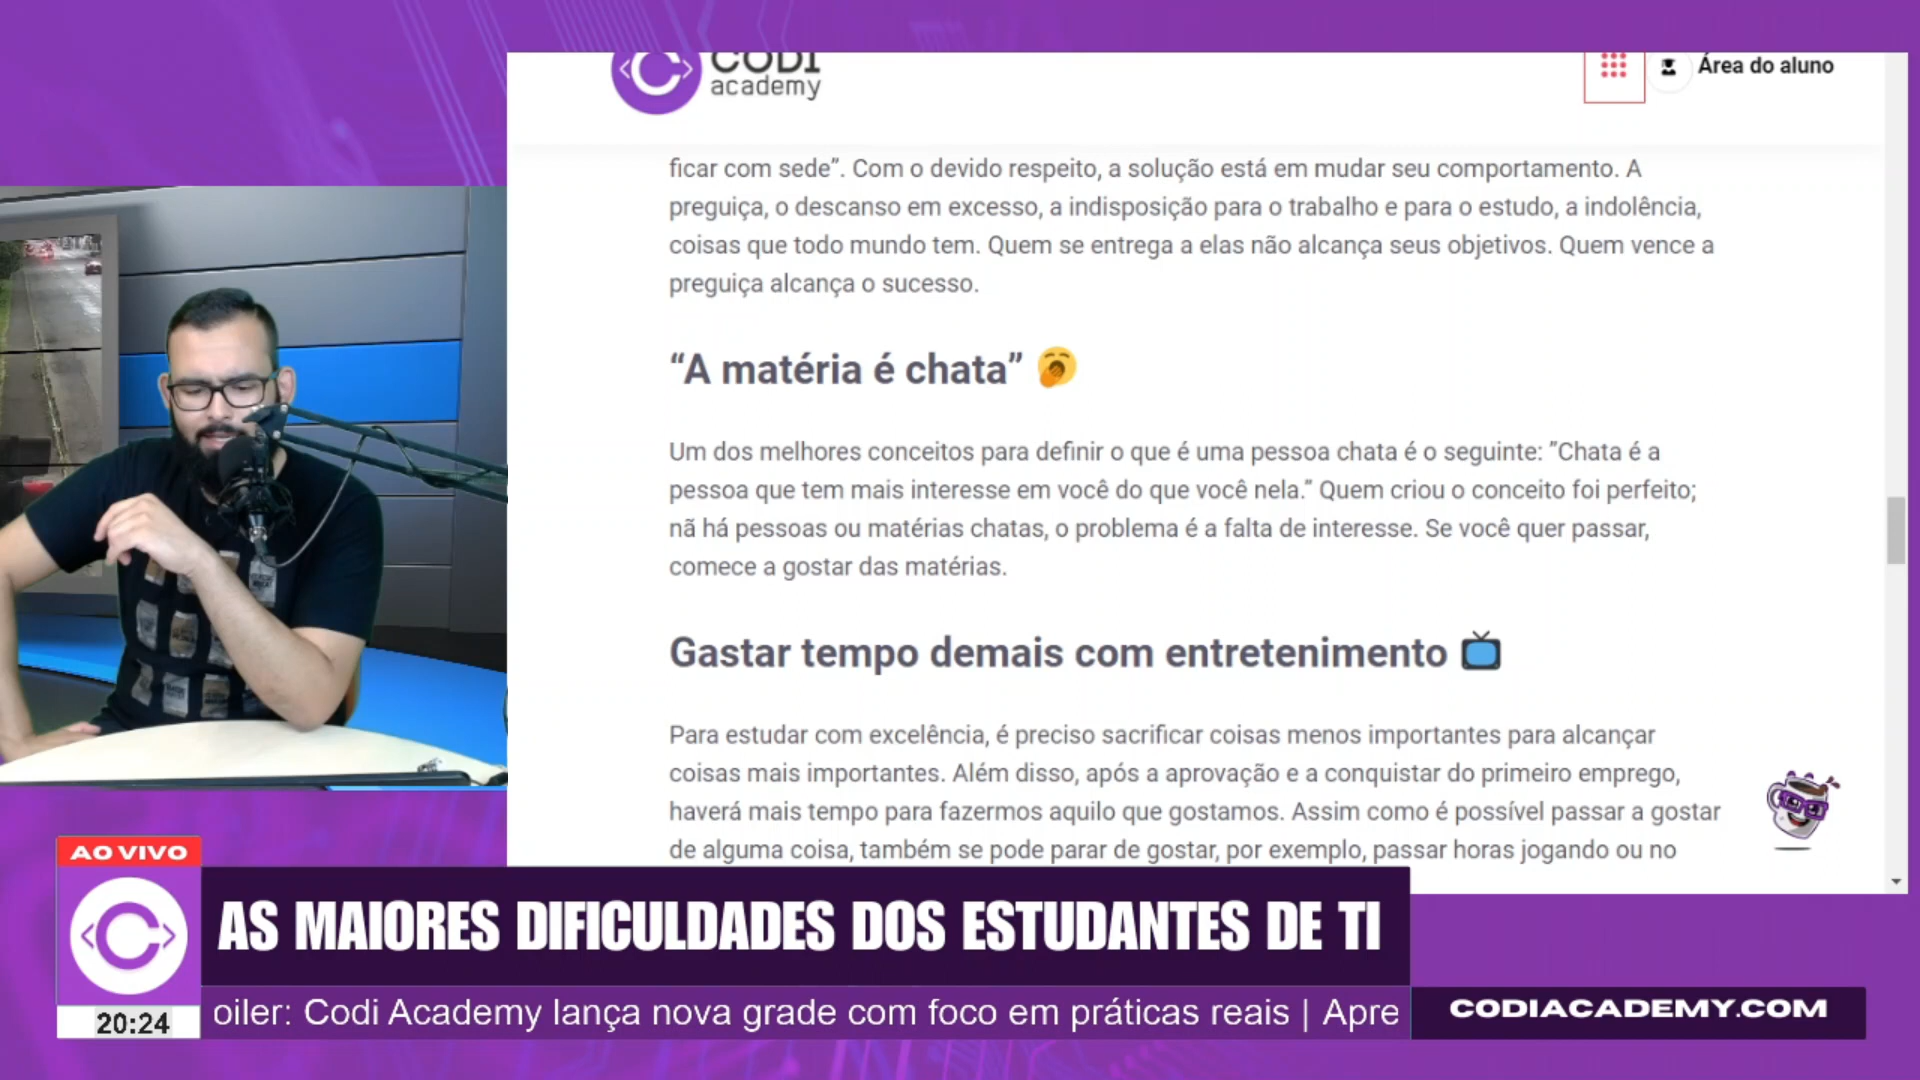 CODI
academy
Área do aluno
ficar com sede”. Com o devido respeito, a solução está em mudar seu comportamento. A
preguiça, o descanso em excesso, a indisposição para o trabalho e para o estudo, a indolência,
coisas que todo mundo tem. Quem se entrega a elas não alcança seus objetivos. Quem vence a
preguiça alcança o sucesso.
“A matéria é chata”
Um dos melhores conceitos para definir o que é uma pessoa chata é o seguinte: ”Chata é a
pessoa que tem mais interesse em você do que você nela.” Quem criou o conceito foi perfeito;
nã há pessoas ou matérias chatas, o problema é a falta de interesse. Se você quer passar,
comece a gostar das matérias.
Gastar tempo demais com entretenimento
Para estudar com excelência, é preciso sacrificar coisas menos importantes para alcançar
coisas mais importantes. Além disso, após a aprovação e a conquistar do primeiro emprego,
haverá mais tempo para fazermos aquilo que gostamos. Assim como é possível passar a gostar
de alguma coisa, também se pode parar de gostar, por exemplo, passar horas jogando ou no
AO VIVO
AS MAIORES DIFICULDADES DOS ESTUDANTES DE TI
20:24
oiler: Codi Academy lança nova grade com foco em práticas reais | Apre
CODIACADEMY.COM